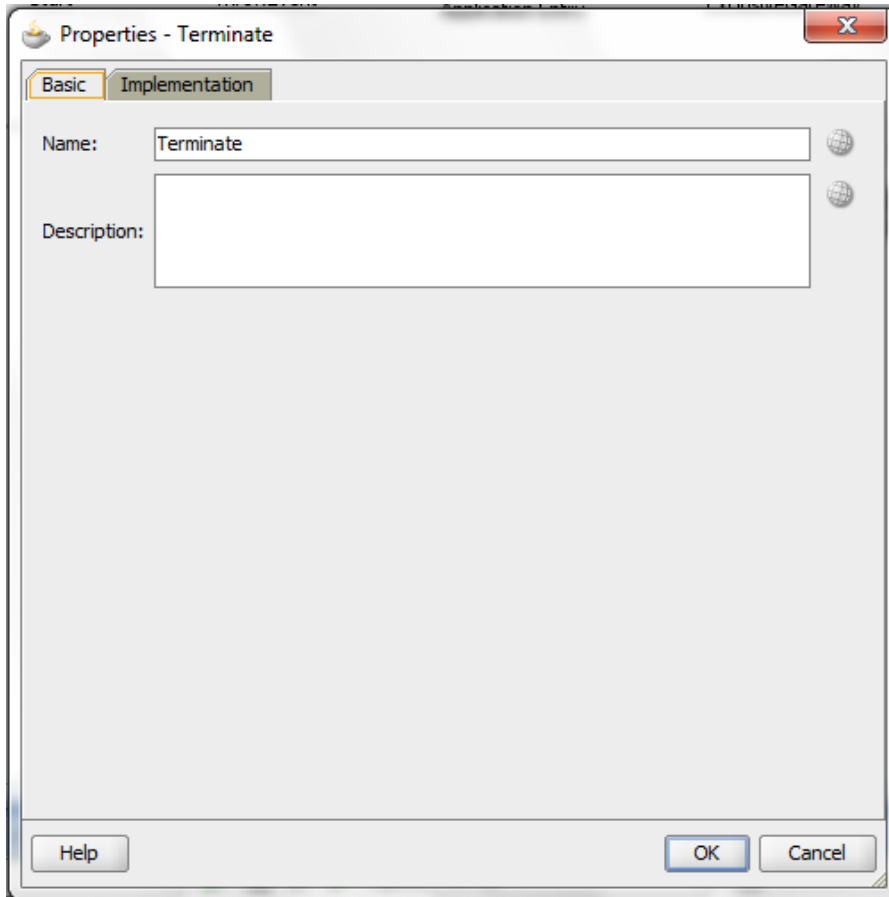 Properties - Terminate
Basic Implementation
Name: Terminate
Description:
Help OK Cancel